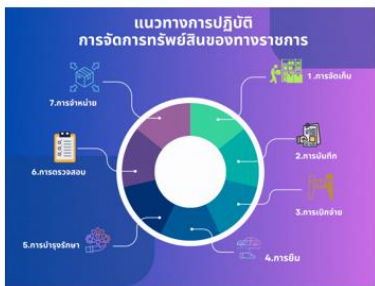 แนวทางการปฏิบัติ
การจัดการทรัพย์สินของทางราชการ
1 .การจัดเก็บ
2.การบันทึก
3.การเบิกจ่าย
4.การยืม
5.การบำรุงรักษา
6.การตรวจสอบ
7.การจำหน่าย